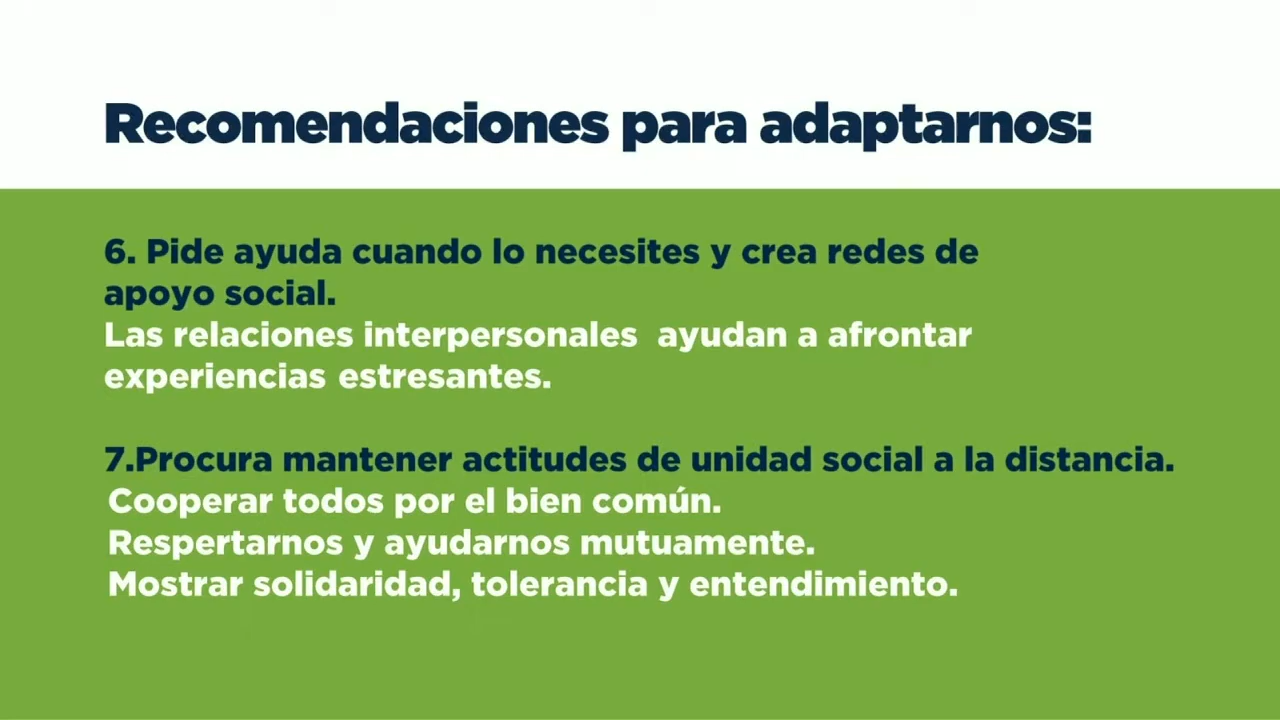 Recomendaciones para adaptarnos:
6. Pide ayuda cuando lo necesites y crea redes de
apoyo social.
Las relaciones interpersonales  ayudan a afrontar
experiencias estresantes.
7.Procura mantener actitudes de unidad social a la distancia.
Cooperar todos por el bien común.
Respertarnos y ayudarnos mutuamente.
Mostrar solidaridad, tolerancia y entendimiento.